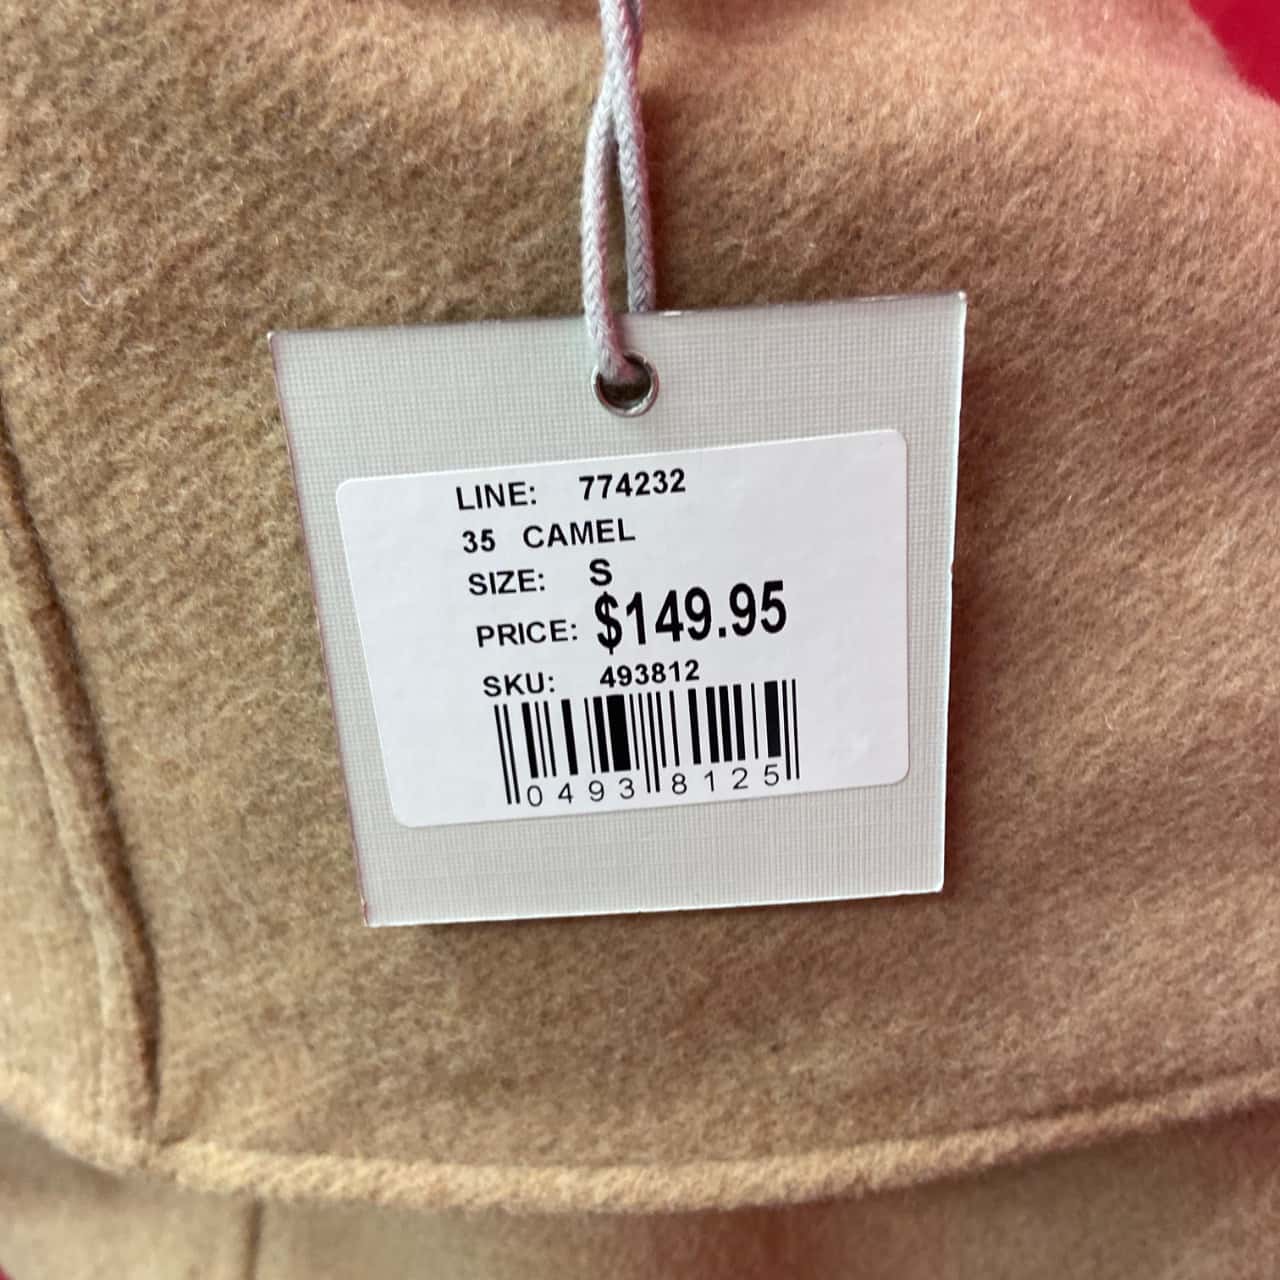 LINE: 774232
35 CAMEL
SIZE: S
PRICE: $149.95
SKU: 493812
0493 8125